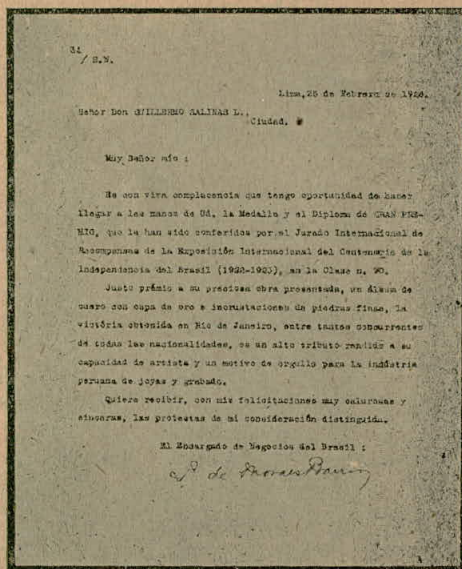 34
/ S.N.
Lima, 25 de Febrero de 1926.
Señor Don GUILLERMO SALINAS L.,
Ciudad.
Muy Señor mío :
Es con viva complacencia que tengo oportunidad de hacer
llegar a las manos de Ud. la Medalla y el Diploma de GRAN PRE-
MIO, que le han sido conferidos por el Jurado Internacional de
Recompensas de la Exposición Internacional del Centenario de la
Independencia del Brasil (1922-1923), en la Clase n. 90.
Justo prémio a su preciosa obra presentada, un álbum de
cuero con capa de oro e incrustaciones de piedras finas, la
victória obtenida en Rio de Janeiro, entre tantos concurrentes
de todas las nacionalidades, es un alto tributo rendido a su
capacidad de artista y un motivo de orgullo para la indústria
peruana de joyas y grabado.
Quiera recibir, con mis felicitaciones muy calurosas y
sinceras, las protestas de mi consideración distinguida.
El Encargado de Negocios del Brasil :
de Moraes Barros